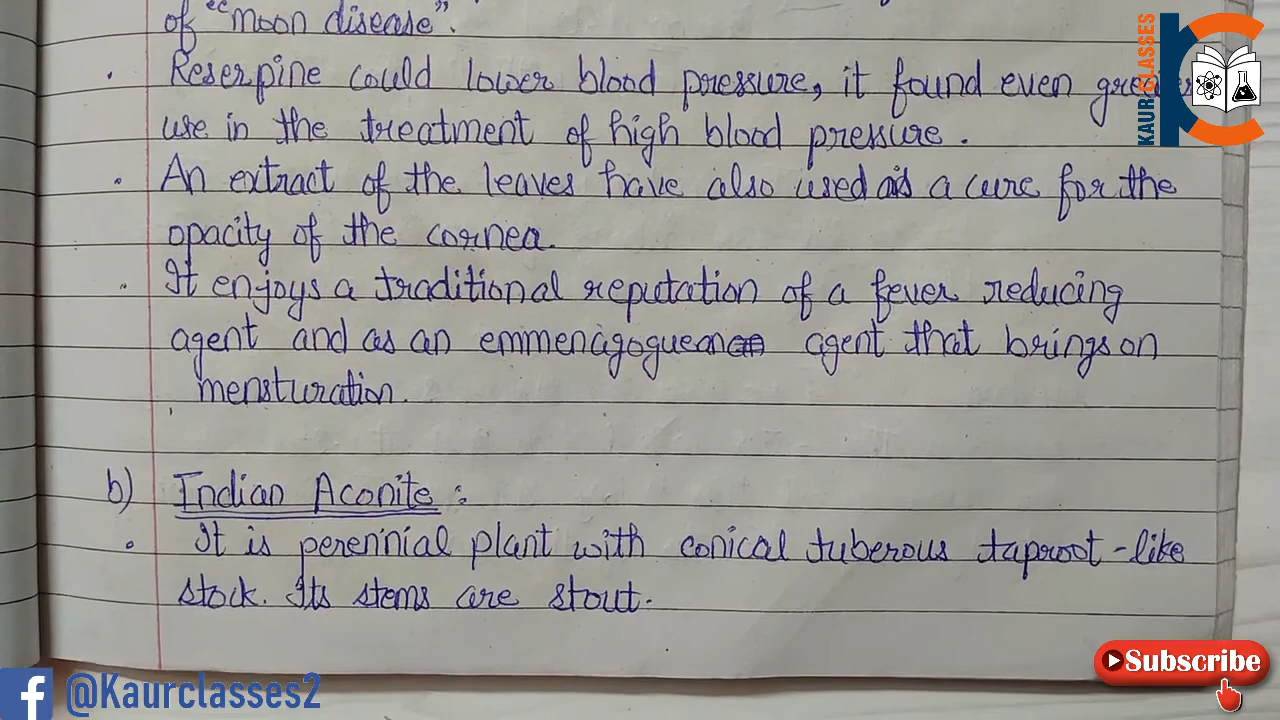 of "moon disease".
KAUR CLASSES
. Reserpine could lower blood pressure, it found even greater
use in the treatment of high blood pressure.
. An extract of the leaves have also used as a cure for the
opacity of the cornea.
. It enjoys a traditional reputation of a fever reducing
agent and as an emmenagogue agent that brings on
mensturation.
b) Indian Aconite :
. It is perennial plant with conical tuberous taproot-like
stock. Its stems are stout.
f @Kaurclasses2
Subscribe